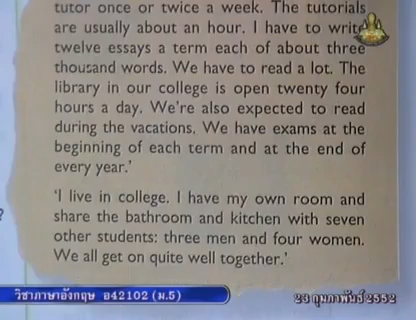 tutor once or twice a week. The tutorials
are usually about an hour. I have to write
twelve essays a term each of about three
thousand words. We have to read a lot. The
library in our college is open twenty four
hours a day. We're also expected to read
during the vacations. We have exams at the
beginning of each term and at the end of
every year.'
?
'I live in college. I have my own room and
share the bathroom and kitchen with seven
other students: three men and four women.
We all get on quite well together.'
วิชาภาษาอังกฤษ อ42102 (ม.5)
23 กุมภาพันธ์ 2552